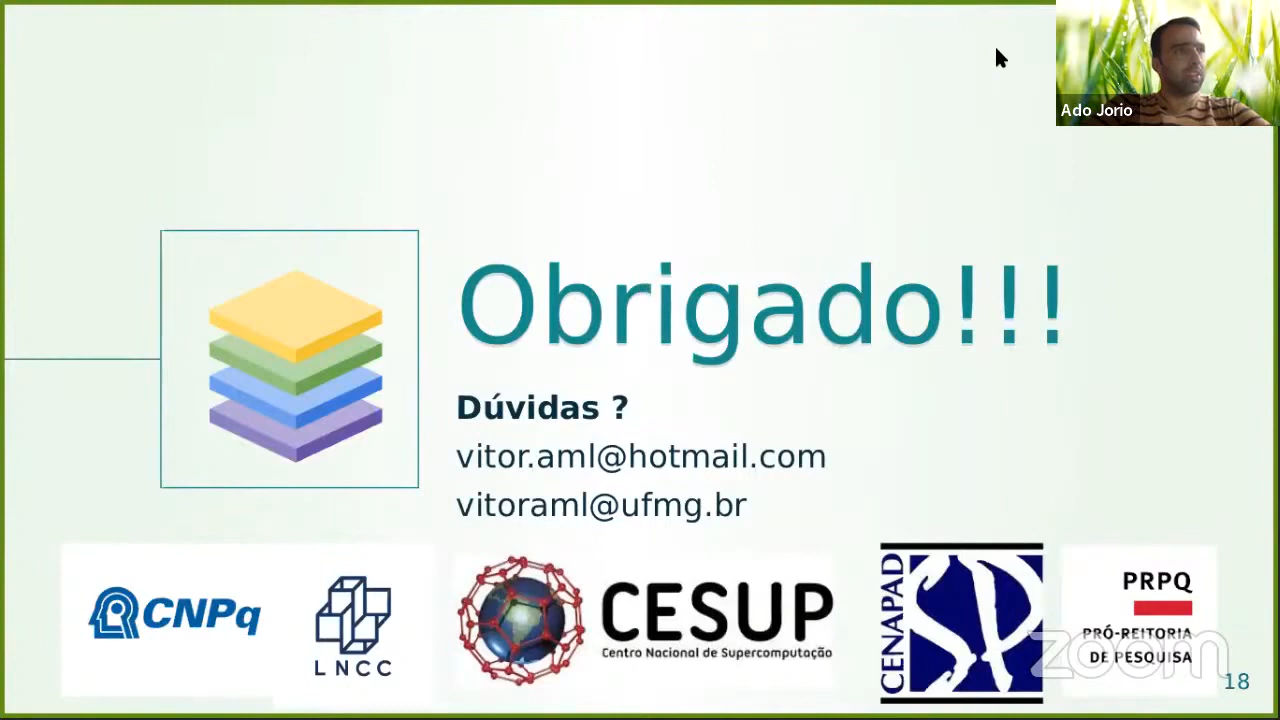 Ado Jorio
Obrigado!!!
Dúvidas ?
vitor.aml@hotmail.com
vitoraml@ufmg.br
CNPq
LNCC
CESUP
Centro Nacional de Supercomputação
CENAPAD
SP
PRPQ
PRÓ-REITORIA
DE PESQUISA
zoom
18